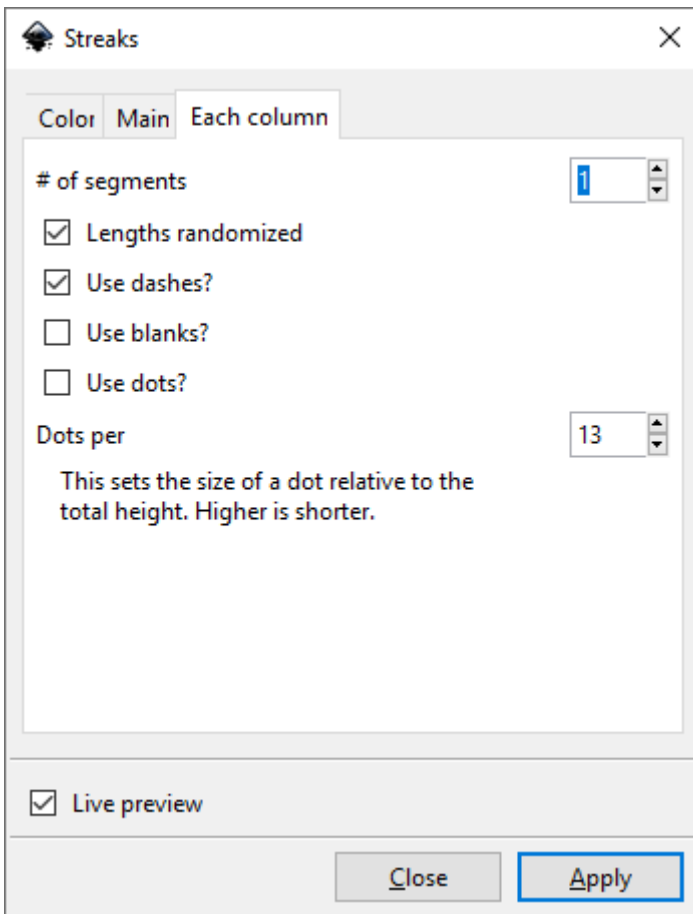 Streaks
Color Main Each column
# of segments 1
Lengths randomized
Use dashes?
Use blanks?
Use dots?
Dots per 13
This sets the size of a dot relative to the
total height. Higher is shorter.
Live preview
Close Apply